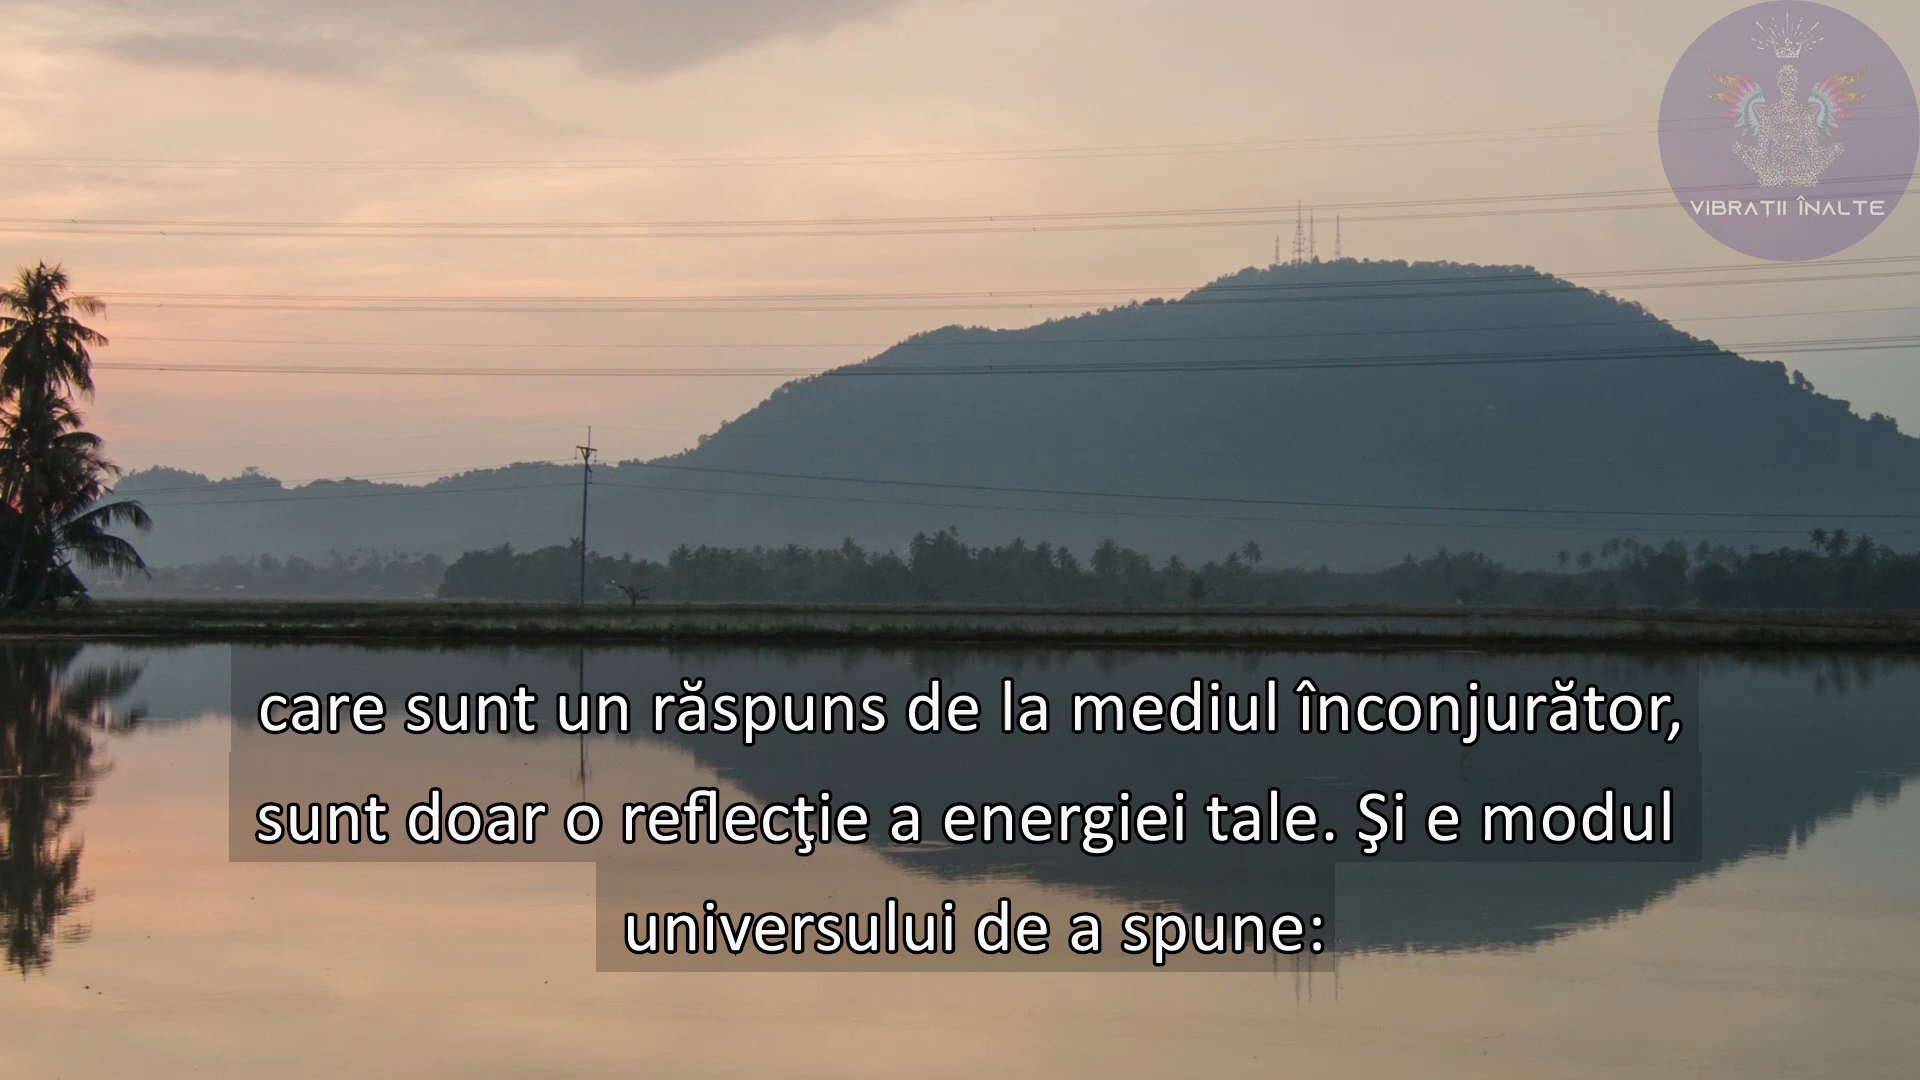 VIBRAȚII ÎNALTE
care sunt un răspuns de la mediul înconjurător,
sunt doar o reflecţie a energiei tale. Şi e modul
universului de a spune: